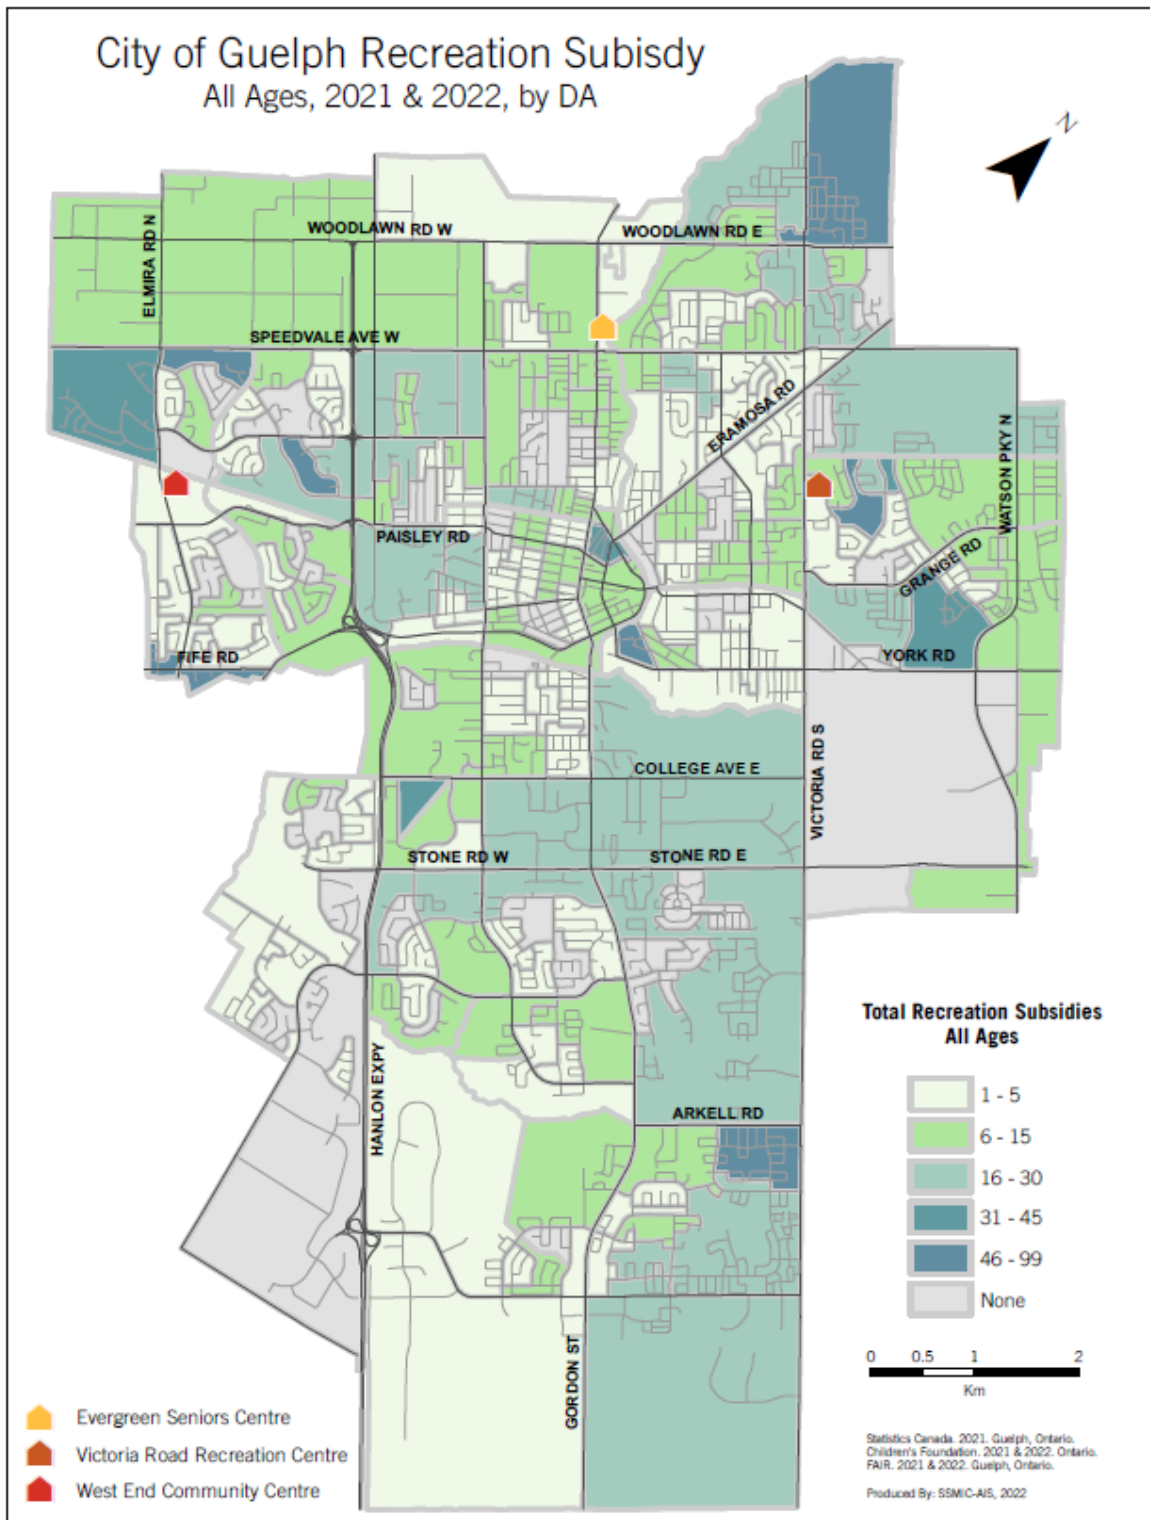 City of Guelph Recreation Subisdy
All Ages, 2021 & 2022, by DA
N
WOODLAWN RD W
WOODLAWN RD E
ELMIRA RD N
SPEEDVALE AVE W
ERAMOSA RD
WATSON PKY N
PAISLEY RD
GRANGE RD
FIFE RD
YORK RD
VICTORIA RD S
COLLEGE AVE E
STONE RD W
STONE RD E
HANLON EXPY
ARKELL RD
GORDON ST
Total Recreation Subsidies
All Ages
1 - 5
6 - 15
16 - 30
31 - 45
46 - 99
None
0 0.5 1 2
Km
Evergreen Seniors Centre
Victoria Road Recreation Centre
West End Community Centre
Statistics Canada. 2021. Guelph, Ontario.
Children's Foundation. 2021 & 2022. Ontario.
FAIR. 2021 & 2022. Guelph, Ontario.
Produced By: SSMIC-AIS, 2022